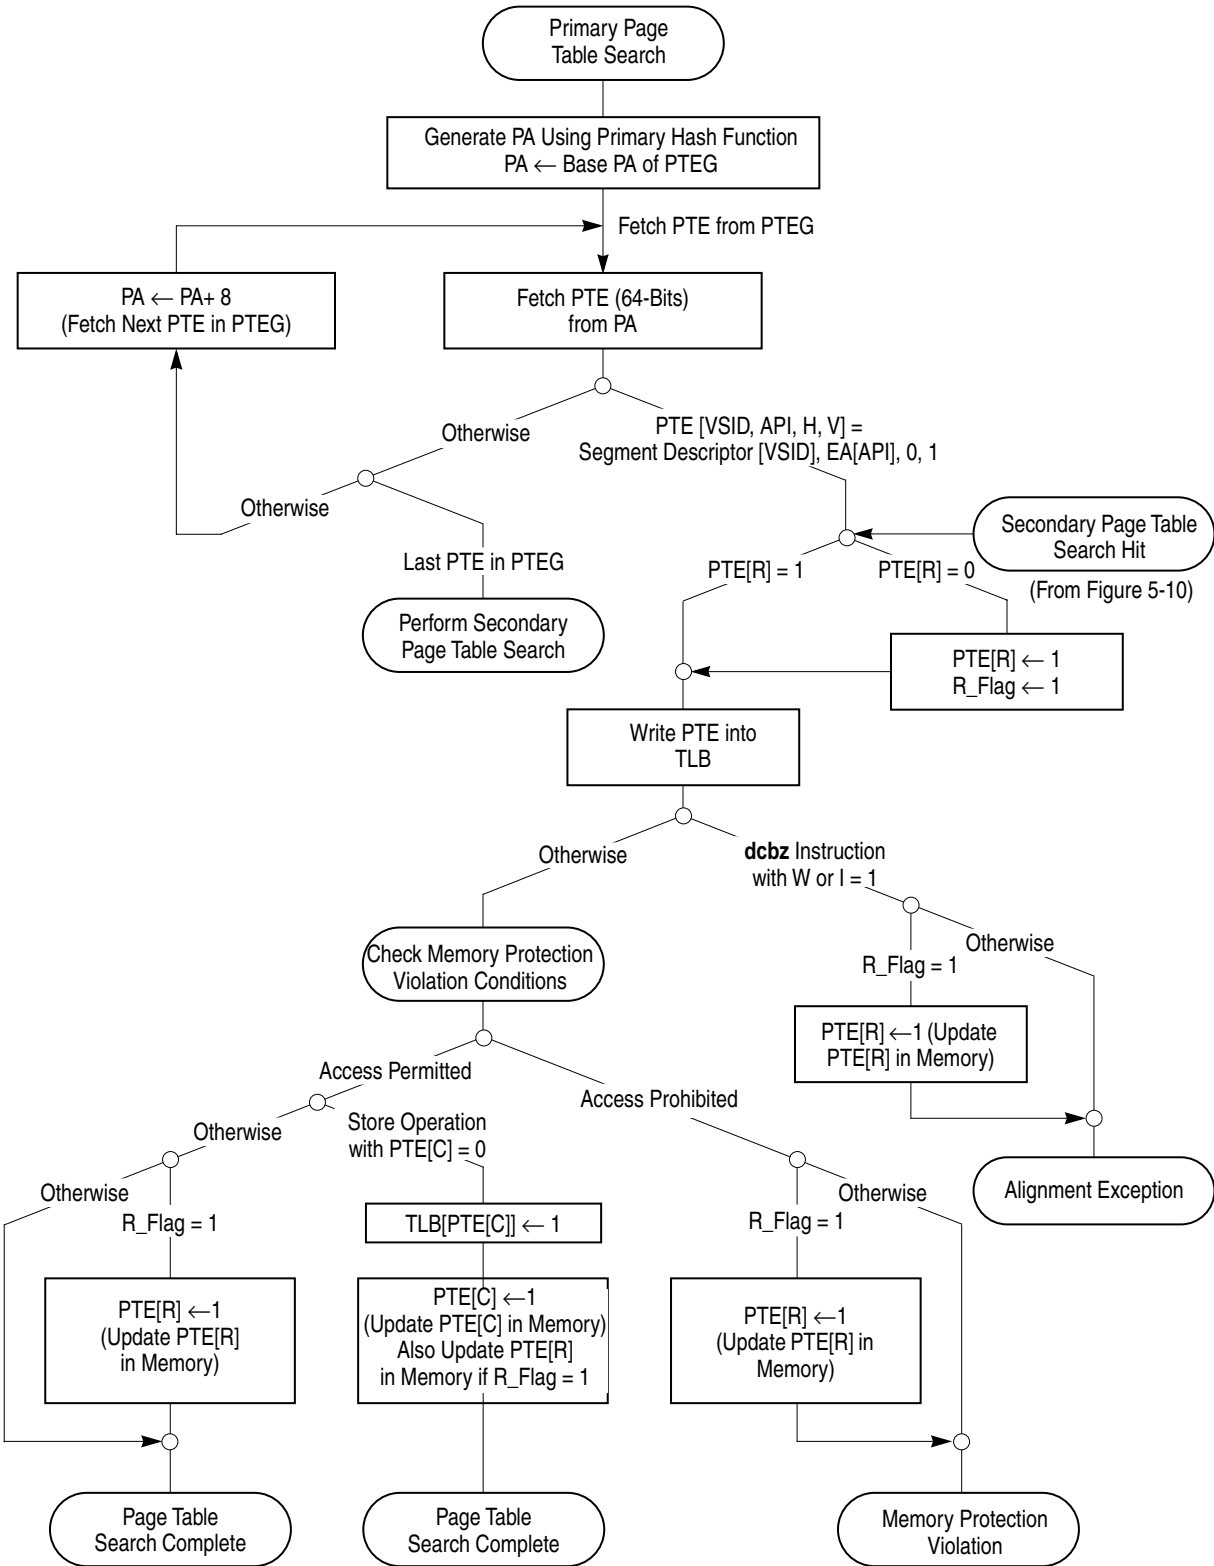 Primary Page
Table Search
Generate PA Using Primary Hash Function
PA ← Base PA of PTEG
Fetch PTE from PTEG
PA ← PA+ 8
(Fetch Next PTE in PTEG)
Fetch PTE (64-Bits)
from PA
Otherwise
PTE [VSID, API, H, V] =
Segment Descriptor [VSID], EA[API], 0, 1
Otherwise
Last PTE in PTEG
Perform Secondary
Page Table Search
Secondary Page Table
Search Hit
(From Figure 5-10)
PTE[R] = 1
PTE[R] = 0
PTE[R] ← 1
R_Flag ← 1
Write PTE into
TLB
Otherwise
dcbz Instruction
with W or I = 1
Check Memory Protection
Violation Conditions
R_Flag = 1
Otherwise
PTE[R] ←1 (Update
PTE[R] in Memory)
Alignment Exception
Access Permitted
Access Prohibited
Otherwise
Store Operation
with PTE[C] = 0
Otherwise
R_Flag = 1
TLB[PTE[C]] ← 1
R_Flag = 1
Otherwise
PTE[R] ←1
(Update PTE[R]
in Memory)
PTE[C] ←1
(Update PTE[C] in Memory)
Also Update PTE[R]
in Memory if R_Flag = 1
PTE[R] ←1
(Update PTE[R] in
Memory)
Page Table
Search Complete
Page Table
Search Complete
Memory Protection
Violation